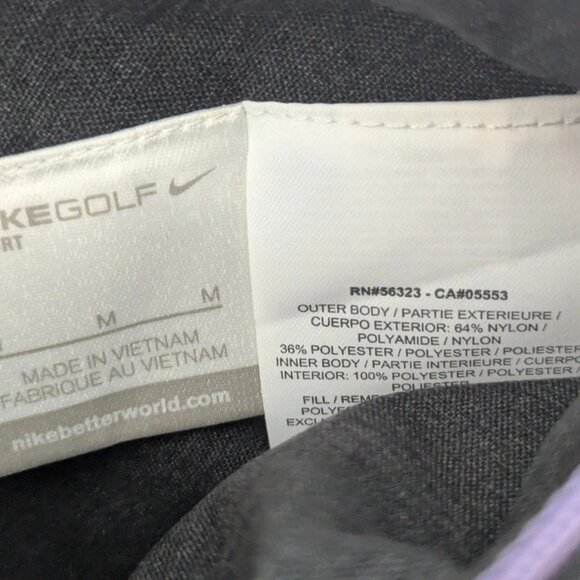 KEGOLF
RT
M M
MADE IN VIETNAM
FABRIQUE AU VIETNAM
nikebetterworld.com
RN#56323 - CA#05553
OUTER BODY / PARTIE EXTERIEURE /
CUERPO EXTERIOR: 64% NYLON /
POLYAMIDE / NYLON
36% POLYESTER / POLYESTER / POLIESTER
INNER BODY / PARTIE INTERIEURE / CUERPO
INTERIOR: 100% POLYESTER / POLYESTER /
POLIESTER
FILL /